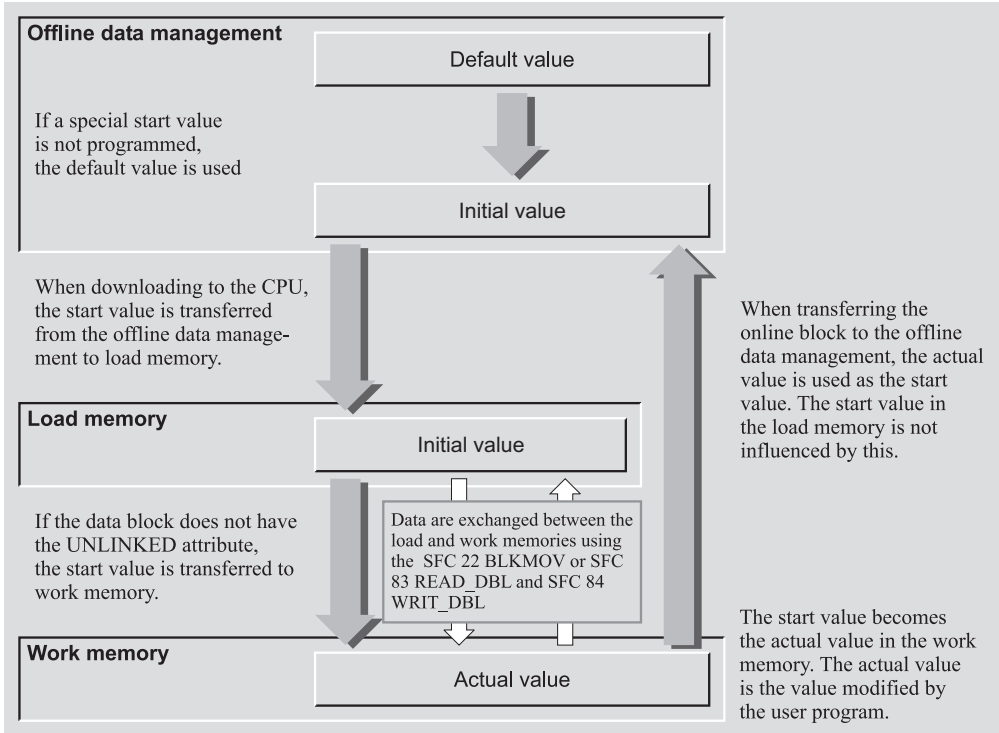 Offline data management
Default value
If a special start value
is not programmed,
the default value is used
Initial value
When downloading to the CPU,
the start value is transferred
from the offline data manage-
ment to load memory.
When transferring the
online block to the offline
data management, the actual
value is used as the start
value. The start value in
the load memory is not
influenced by this.
Load memory
Initial value
If the data block does not have
the UNLINKED attribute,
the start value is transferred to
work memory.
Data are exchanged between the
load and work memories using
the SFC 22 BLKMOV or SFC
83 READ_DBL and SFC 84
WRIT_DBL
Work memory
Actual value
The start value becomes
the actual value in the work
memory. The actual value
is the value modified by
the user program.